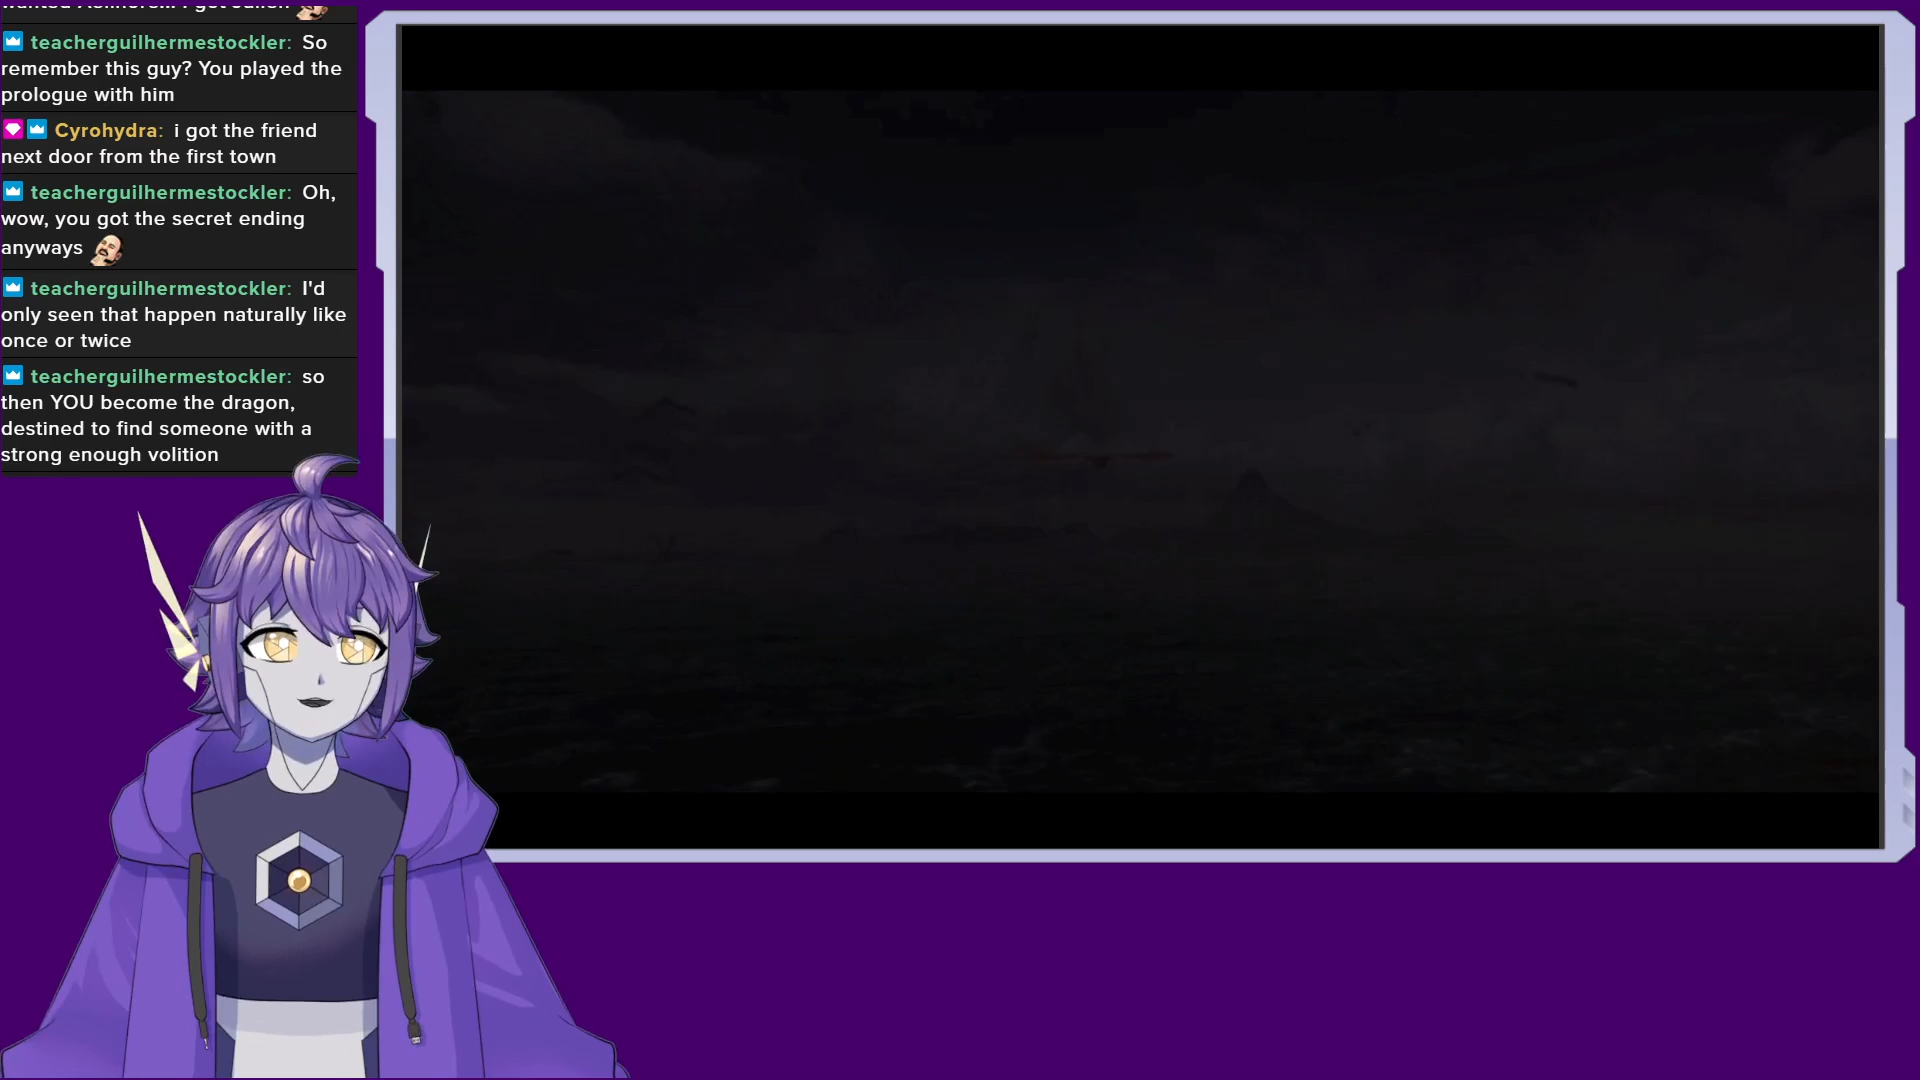 teacherguilhermestockler: So
remember this guy? You played the
prologue with him
Cyrohydra: i got the friend
next door from the first town
teacherguilhermestockler: Oh,
wow, you got the secret ending
anyways
teacherguilhermestockler: I'd
only seen that happen naturally like
once or twice
teacherguilhermestockler: so
then YOU become the dragon,
destined to find someone with a
strong enough volition